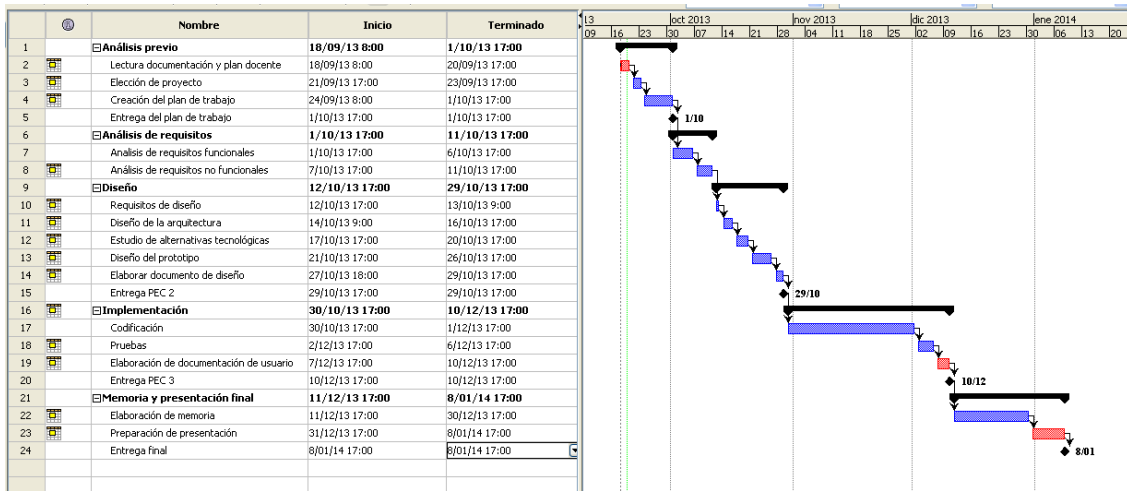 Nombre Inicio Terminado
13 oct 2013 nov 2013 dic 2013 ene 2014
09 16 23 30 07 14 21 28 04 11 18 25 02 09 16 23 30 06 13 20
1 Análisis previo 18/09/13 8:00 1/10/13 17:00
2 Lectura documentación y plan docente 18/09/13 8:00 20/09/13 17:00
3 Elección de proyecto 21/09/13 17:00 23/09/13 17:00
4 Creación del plan de trabajo 24/09/13 8:00 1/10/13 17:00
5 Entrega del plan de trabajo 1/10/13 17:00 1/10/13 17:00 1/10
6 Análisis de requisitos 1/10/13 17:00 11/10/13 17:00
7 Analisis de requisitos funcionales 1/10/13 17:00 6/10/13 17:00
8 Análisis de requisitos no funcionales 7/10/13 17:00 11/10/13 17:00
9 Diseño 12/10/13 17:00 29/10/13 17:00
10 Requisitos de diseño 12/10/13 17:00 13/10/13 9:00
11 Diseño de la arquitectura 14/10/13 9:00 16/10/13 17:00
12 Estudio de alternativas tecnológicas 17/10/13 17:00 20/10/13 17:00
13 Diseño del prototipo 21/10/13 17:00 26/10/13 17:00
14 Elaborar documento de diseño 27/10/13 18:00 29/10/13 17:00
15 Entrega PEC 2 29/10/13 17:00 29/10/13 17:00 29/10
16 Implementación 30/10/13 17:00 10/12/13 17:00
17 Codificación 30/10/13 17:00 1/12/13 17:00
18 Pruebas 2/12/13 17:00 6/12/13 17:00
19 Elaboración de documentación de usuario 7/12/13 17:00 10/12/13 17:00
20 Entrega PEC 3 10/12/13 17:00 10/12/13 17:00 10/12
21 Memoria y presentación final 11/12/13 17:00 8/01/14 17:00
22 Elaboración de memoria 11/12/13 17:00 30/12/13 17:00
23 Preparación de presentación 31/12/13 17:00 8/01/14 17:00
24 Entrega final 8/01/14 17:00 8/01/14 17:00 8/01